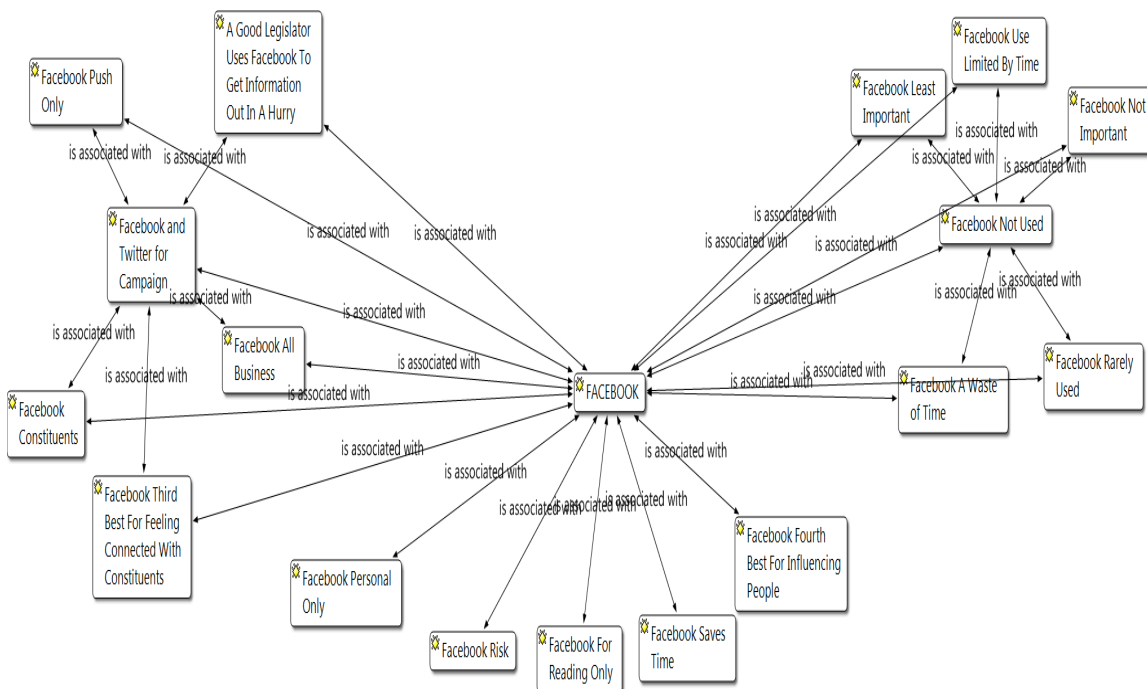 A Good Legislator
Uses Facebook To
Get Information
Out In A Hurry
Facebook Push
Only
is associated with
is associated with
is associated with
is associated with
Facebook and
Twitter for
Campaign
is associated with
is associated with
is associated with
is associated with
Facebook All
Business
is associated with
is associated with
Facebook
Constituents
is associated with
Facebook Third
Best For Feeling
Connected With
Constituents
Facebook Use
Limited By Time
Facebook Least
Important
Facebook Not
Important
is associated with
is associated with
is associated with
is associated with
is associated with
is associated with
Facebook Not Used
is associated with
is associated with
is associated with
FACEBOOK
is associated with
is associated with
Facebook A Waste
of Time
Facebook Rarely
Used
is associated with
is associated with
is associated with
is associated with
is associated with
Facebook Personal
Only
Facebook Risk
Facebook For
Reading Only
Facebook Saves
Time
Facebook Fourth
Best For Influencing
People